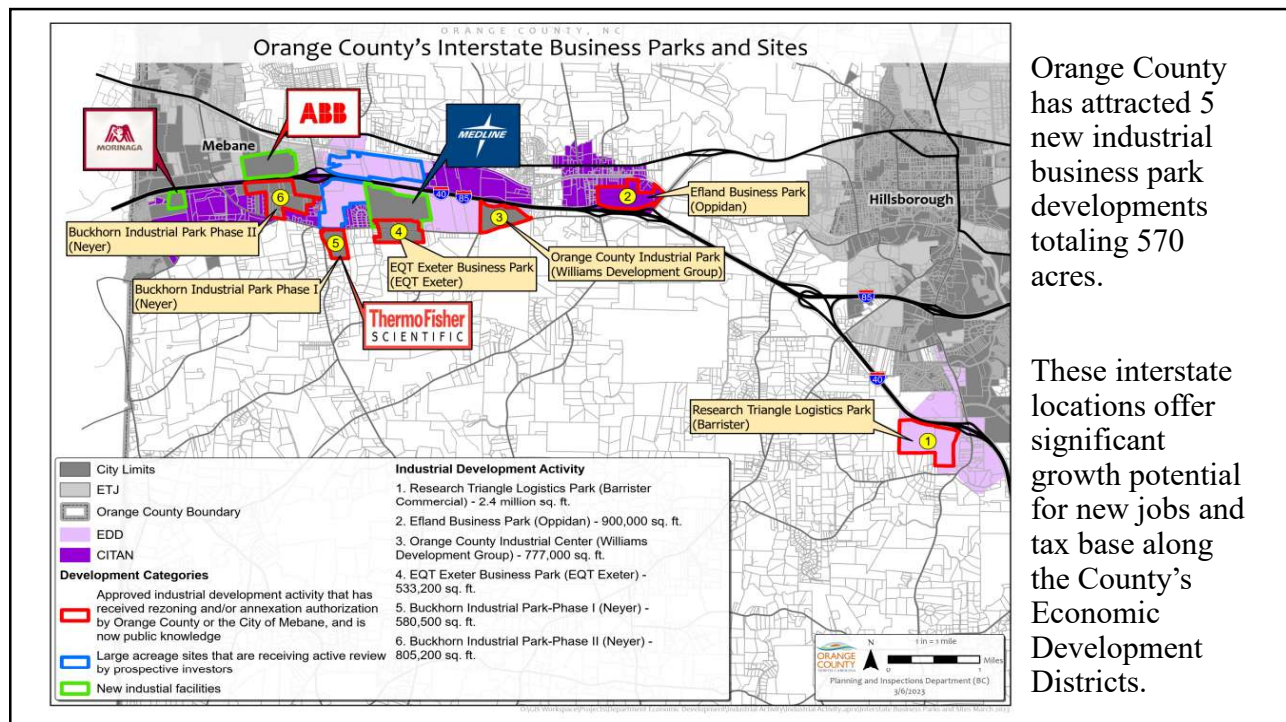 ORANGE COUNTY, NC
Orange County's Interstate Business Parks and Sites
MORINAGA
ABB
MEDLINE
Mebane
Hillsborough
40
85
6
5
4
3
2
Efland Business Park
(Oppidan)
Buckhorn Industrial Park Phase II
(Neyer)
Orange County Industrial Park
(Williams Development Group)
EQT Exeter Business Park
(EQT Exeter)
Buckhorn Industrial Park Phase I
(Neyer)
ThermoFisher
SCIENTIFIC
85
40
Research Triangle Logistics Park
(Barrister)
1
City Limits
ETJ
Orange County Boundary
EDD
CITAN
Development Categories
Approved industrial development activity that has
received rezoning and/or annexation authorization
by Orange County or the City of Mebane, and is
now public knowledge
Large acreage sites that are receiving active review
by prospective investors
New industial facilities
Industrial Development Activity
1. Research Triangle Logistics Park (Barrister
Commercial) - 2.4 million sq. ft.
2. Efland Business Park (Oppidan) - 900,000 sq. ft.
3. Orange County Industrial Center (Williams
Development Group) - 777,000 sq. ft.
4. EQT Exeter Business Park (EQT Exeter) -
533,200 sq. ft.
5. Buckhorn Industrial Park-Phase I (Neyer) -
580,500 sq. ft.
6. Buckhorn Industrial Park-Phase II (Neyer) -
805,200 sq. ft.
ORANGE
COUNTY
NORTH CAROLINA
N
1 in = 1 mile
0 1
Miles
Planning and Inspections Department (BC)
3/6/2023
Orange County
has attracted 5
new industrial
business park
developments
totaling 570
acres.
These interstate
locations offer
significant
growth potential
for new jobs and
tax base along
the County's
Economic
Development
Districts.